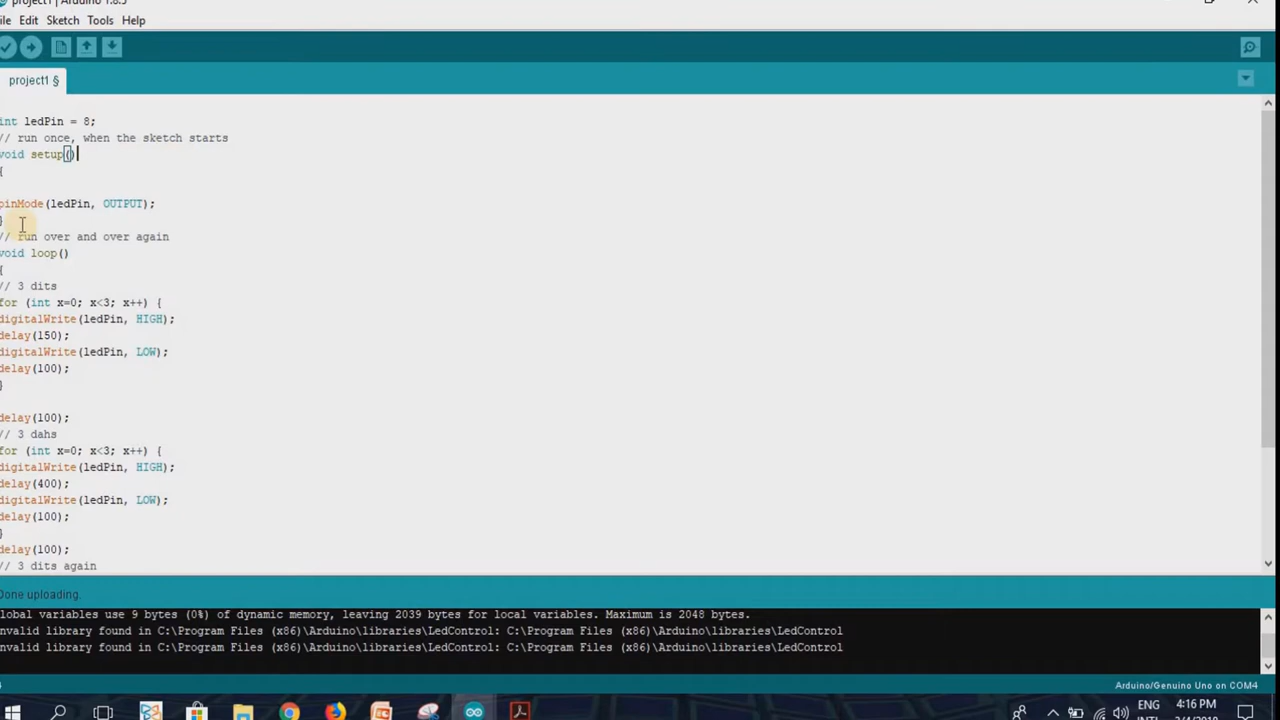 project1 | Arduino 1.8.5
ile Edit Sketch Tools Help
project1 §
int ledPin = 8;
// run once, when the sketch starts
void setup()
{
pinMode(ledPin, OUTPUT);
}
// run over and over again
void loop()
{
// 3 dits
for (int x=0; x<3; x++) {
digitalWrite(ledPin, HIGH);
delay(150);
digitalWrite(ledPin, LOW);
delay(100);
}
delay(100);
// 3 dahs
for (int x=0; x<3; x++) {
digitalWrite(ledPin, HIGH);
delay(400);
digitalWrite(ledPin, LOW);
delay(100);
}
delay(100);
// 3 dits again
Done uploading.
lobal variables use 9 bytes (0%) of dynamic memory, leaving 2039 bytes for local variables. Maximum is 2048 bytes.
nvalid library found in C:\Program Files (x86)\Arduino\libraries\LedControl: C:\Program Files (x86)\Arduino\libraries\LedControl
nvalid library found in C:\Program Files (x86)\Arduino\libraries\LedControl: C:\Program Files (x86)\Arduino\libraries\LedControl
4
Arduino/Genuino Uno on COM4
ENG
4:16 PM